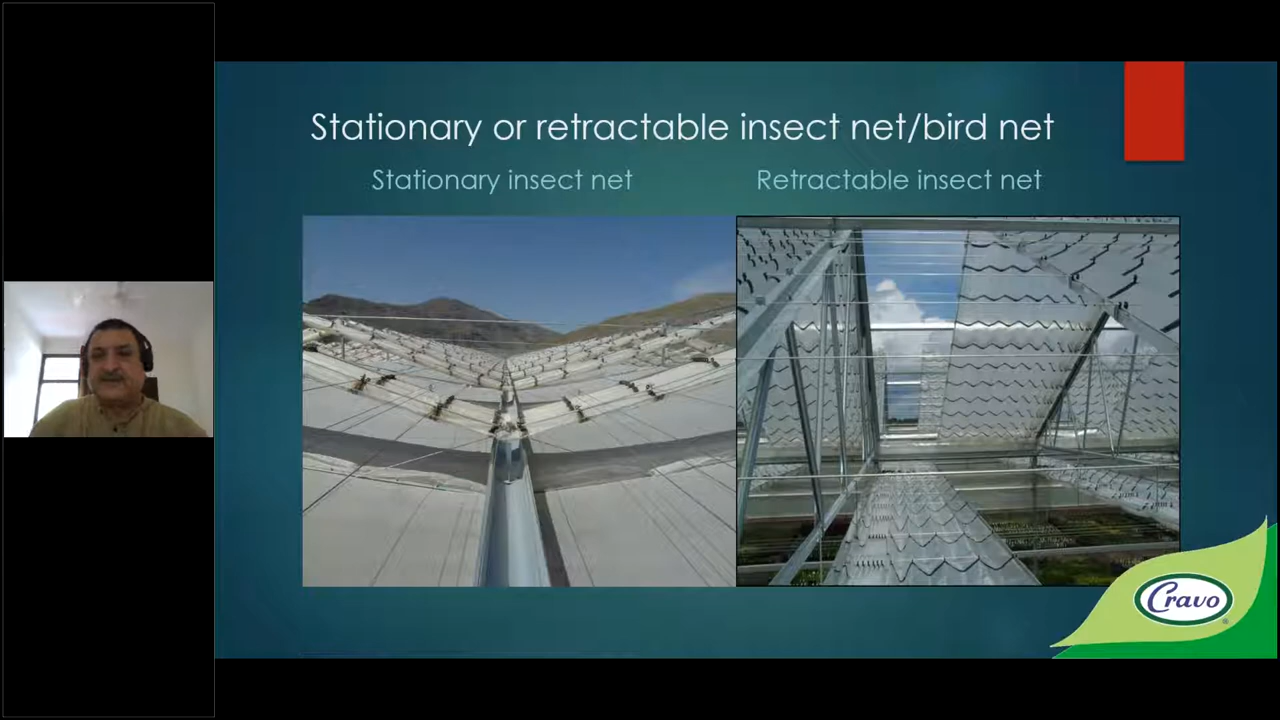 Stationary or retractable insect net/bird net
Stationary insect net
Retractable insect net
Cravo